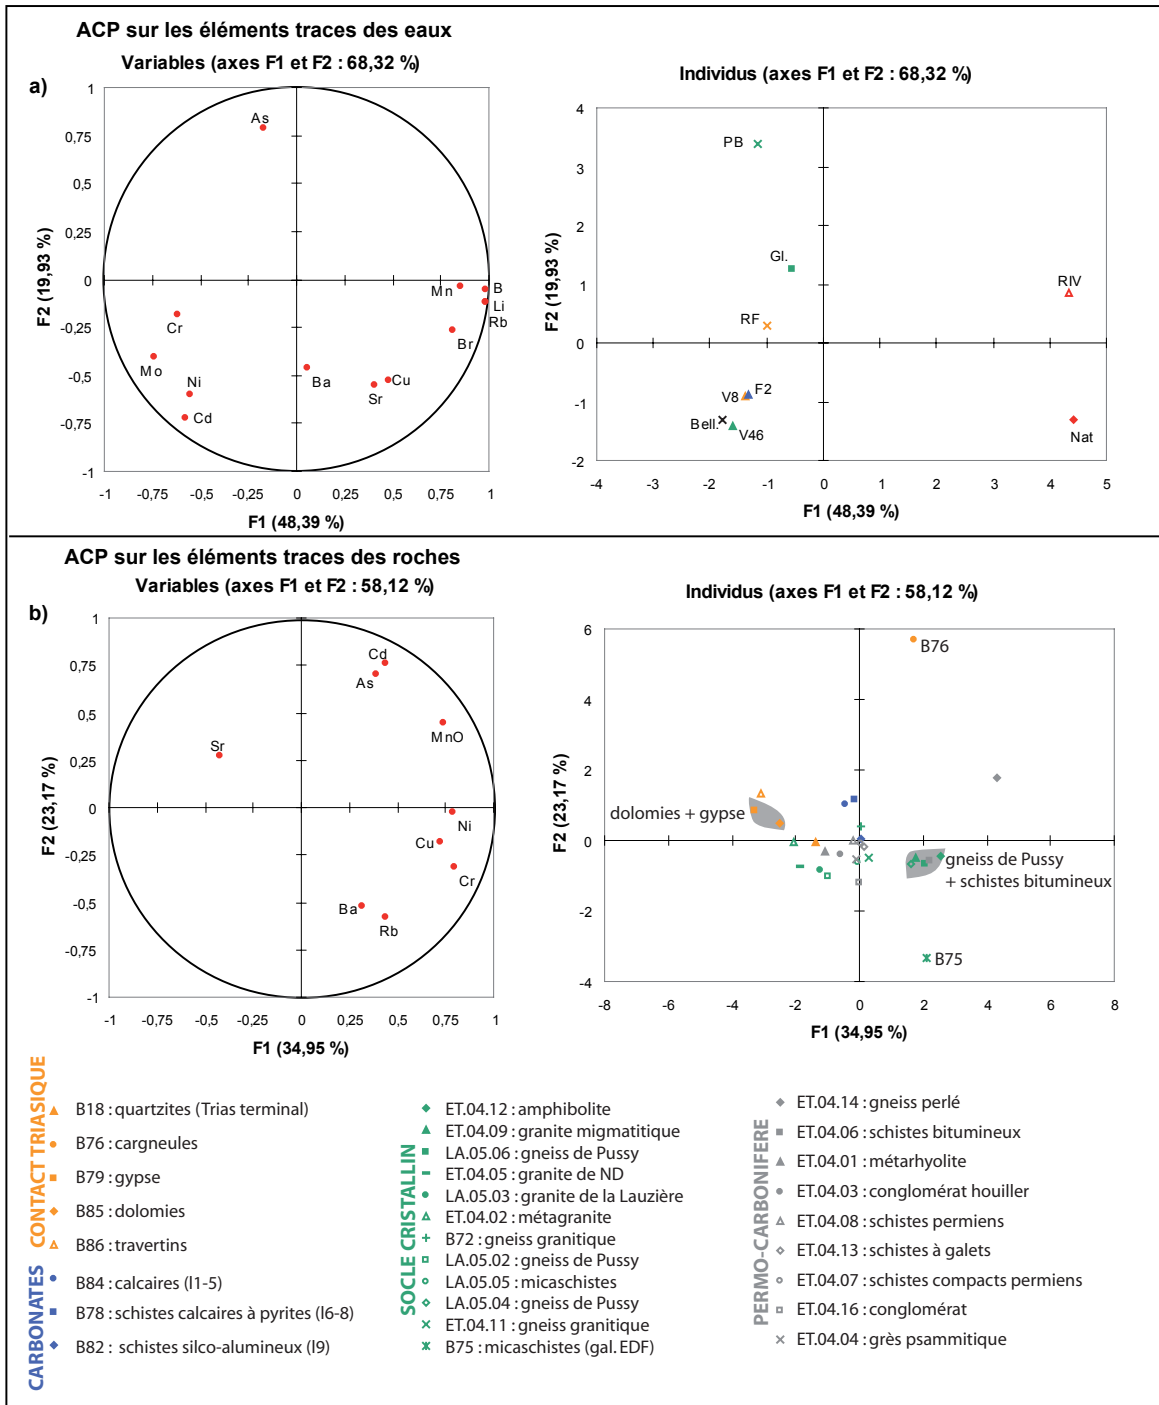 ACP sur les éléments traces des eaux
Variables (axes F1 et F2 : 68,32 %)
Individus (axes F1 et F2 : 68,32 %)
a)
1
0,75
0,5
0,25
0
-0,25
-0,5
-0,75
-1
F2 (19,93 %)
As
Mn
B
Li
Rb
Br
Cr
Mo
Ni
Cd
Ba
Sr
Cu
-1
-0,75
-0,5
-0,25
0
0,25
0,5
0,75
1
F1 (48,39 %)
4
3
2
1
0
-1
-2
F2 (19,93 %)
PB
Gl.
RIV
RF
V8
F2
Bell.
V46
Nat
-4
-3
-2
-1
0
1
2
3
4
5
F1 (48,39 %)
ACP sur les éléments traces des roches
Variables (axes F1 et F2 : 58,12 %)
Individus (axes F1 et F2 : 58,12 %)
b)
1
0,75
0,5
0,25
0
-0,25
-0,5
-0,75
-1
F2 (23,17 %)
Cd
As
MnO
Sr
Ni
Cu
Cr
Ba
Rb
-1
-0,75
-0,5
-0,25
0
0,25
0,5
0,75
1
F1 (34,95 %)
6
4
2
0
-2
-4
F2 (23,17 %)
B76
dolomies + gypse
gneiss de Pussy
+ schistes bitumineux
B75
-8
-6
-4
-2
0
2
4
6
8
F1 (34,95 %)
CONTACT TRIASIQUE
B18 : quartzites (Trias terminal)
B76 : cargneules
B79 : gypse
B85 : dolomies
B86 : travertins
CARBONATES
B84 : calcaires (l1-5)
B78 : schistes calcaires à pyrites (l6-8)
B82 : schistes silco-alumineux (l9)
SOCLE CRISTALLIN
ET.04.12 : amphibolite
ET.04.09 : granite migmatitique
LA.05.06 : gneiss de Pussy
ET.04.05 : granite de ND
LA.05.03 : granite de la Lauzière
ET.04.02 : métagranite
B72 : gneiss granitique
LA.05.02 : gneiss de Pussy
LA.05.05 : micaschistes
LA.05.04 : gneiss de Pussy
ET.04.11 : gneiss granitique
B75 : micaschistes (gal. EDF)
PERMO-CARBONIFERE
ET.04.14 : gneiss perlé
ET.04.06 : schistes bitumineux
ET.04.01 : métarhyolite
ET.04.03 : conglomérat houiller
ET.04.08 : schistes permiens
ET.04.13 : schistes à galets
ET.04.07 : schistes compacts permiens
ET.04.16 : conglomérat
ET.04.04 : grès psammitique